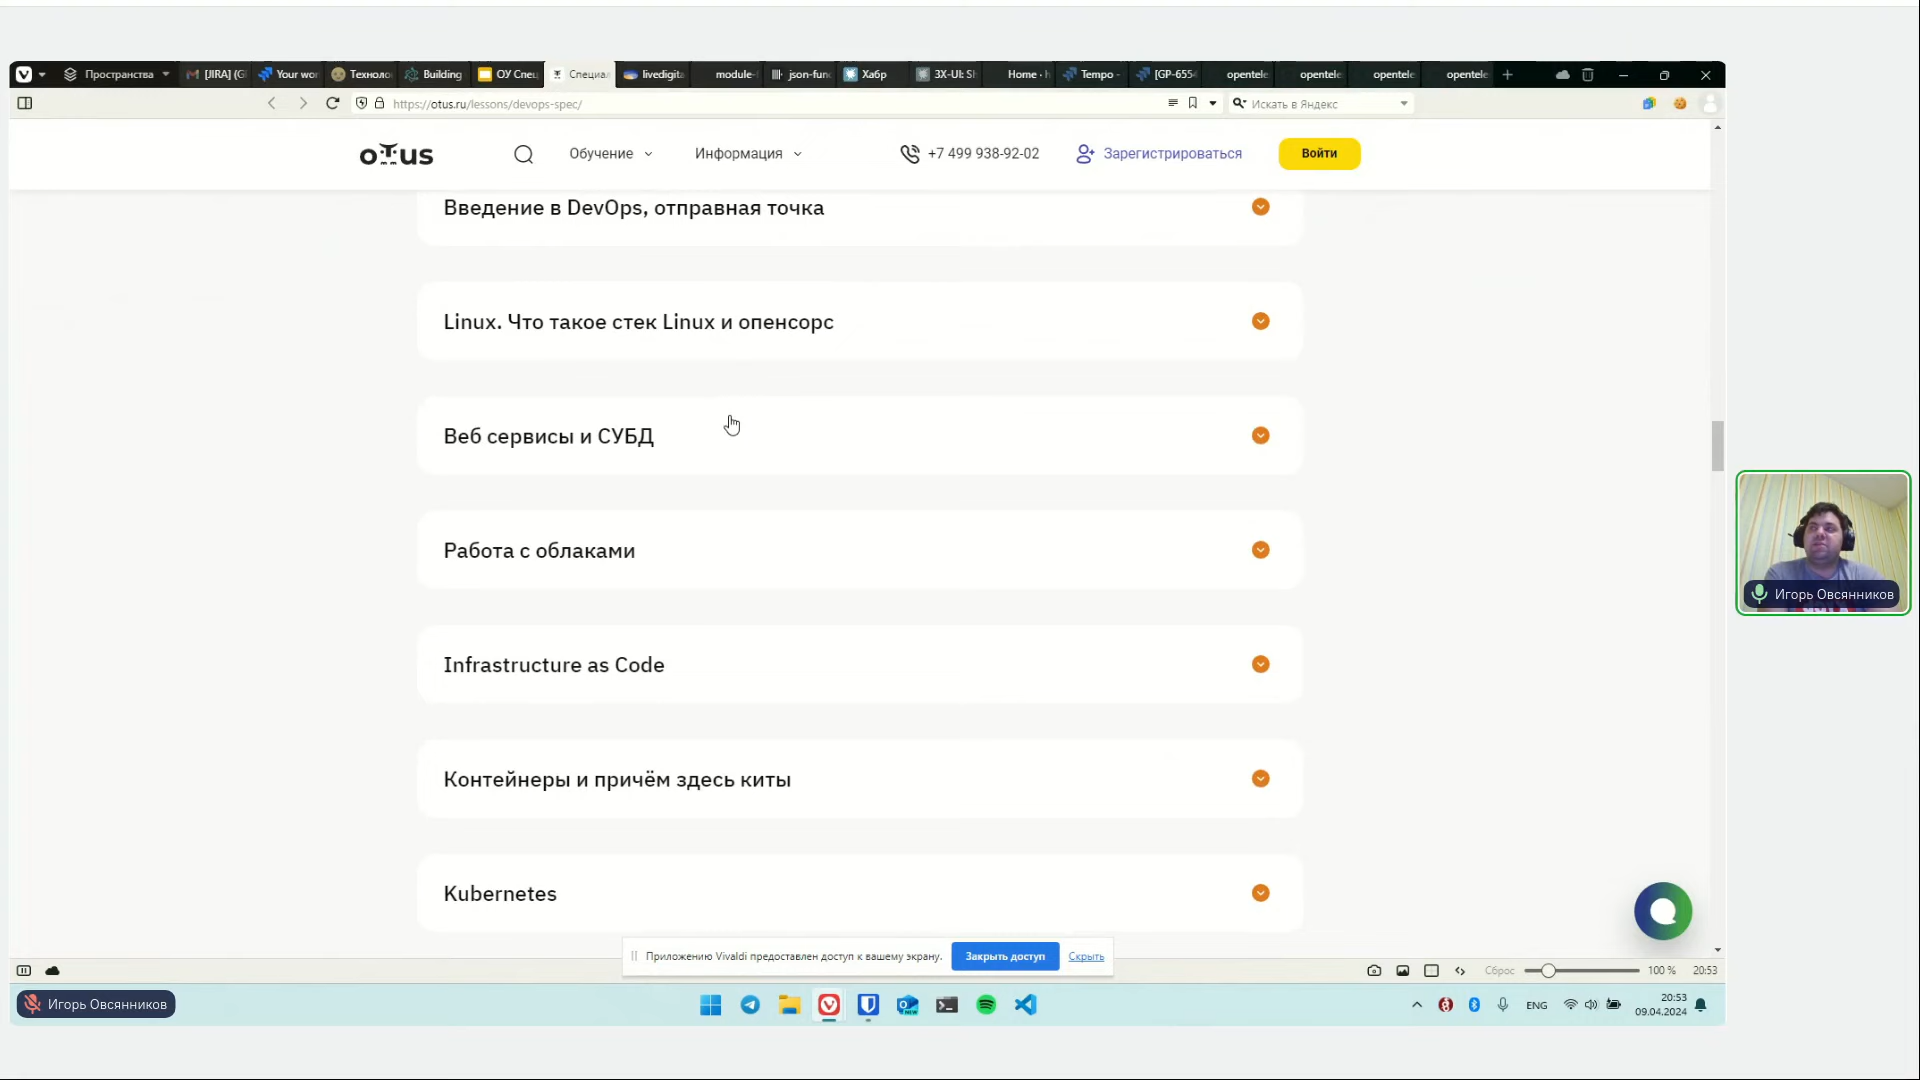 Пространства
[JIRA] (G
Your wor
Техноло
Building
ОУ Спец
Специал
livedigita
module-
json-func
Хабр
3X-UI: Sh
Home · h
Tempo -
[GP-655
opentele
opentele
opentele
opentele
https://otus.ru/lessons/devops-spec/
Искать в Яндекс
OTUS
Обучение
Информация
+7 499 938-92-02
Зарегистрироваться
Войти
Введение в DevOps, отправная точка
Linux. Что такое стек Linux и опенсорс
Веб сервисы и СУБД
Работа с облаками
Infrastructure as Code
Контейнеры и причём здесь киты
Kubernetes
Игорь Овсянников
Приложению Vivaldi предоставлен доступ к вашему экрану.
Закрыть доступ
Скрыть
Сброс
100 %
20:53
Игорь Овсянников
ENG
20:53
09.04.2024